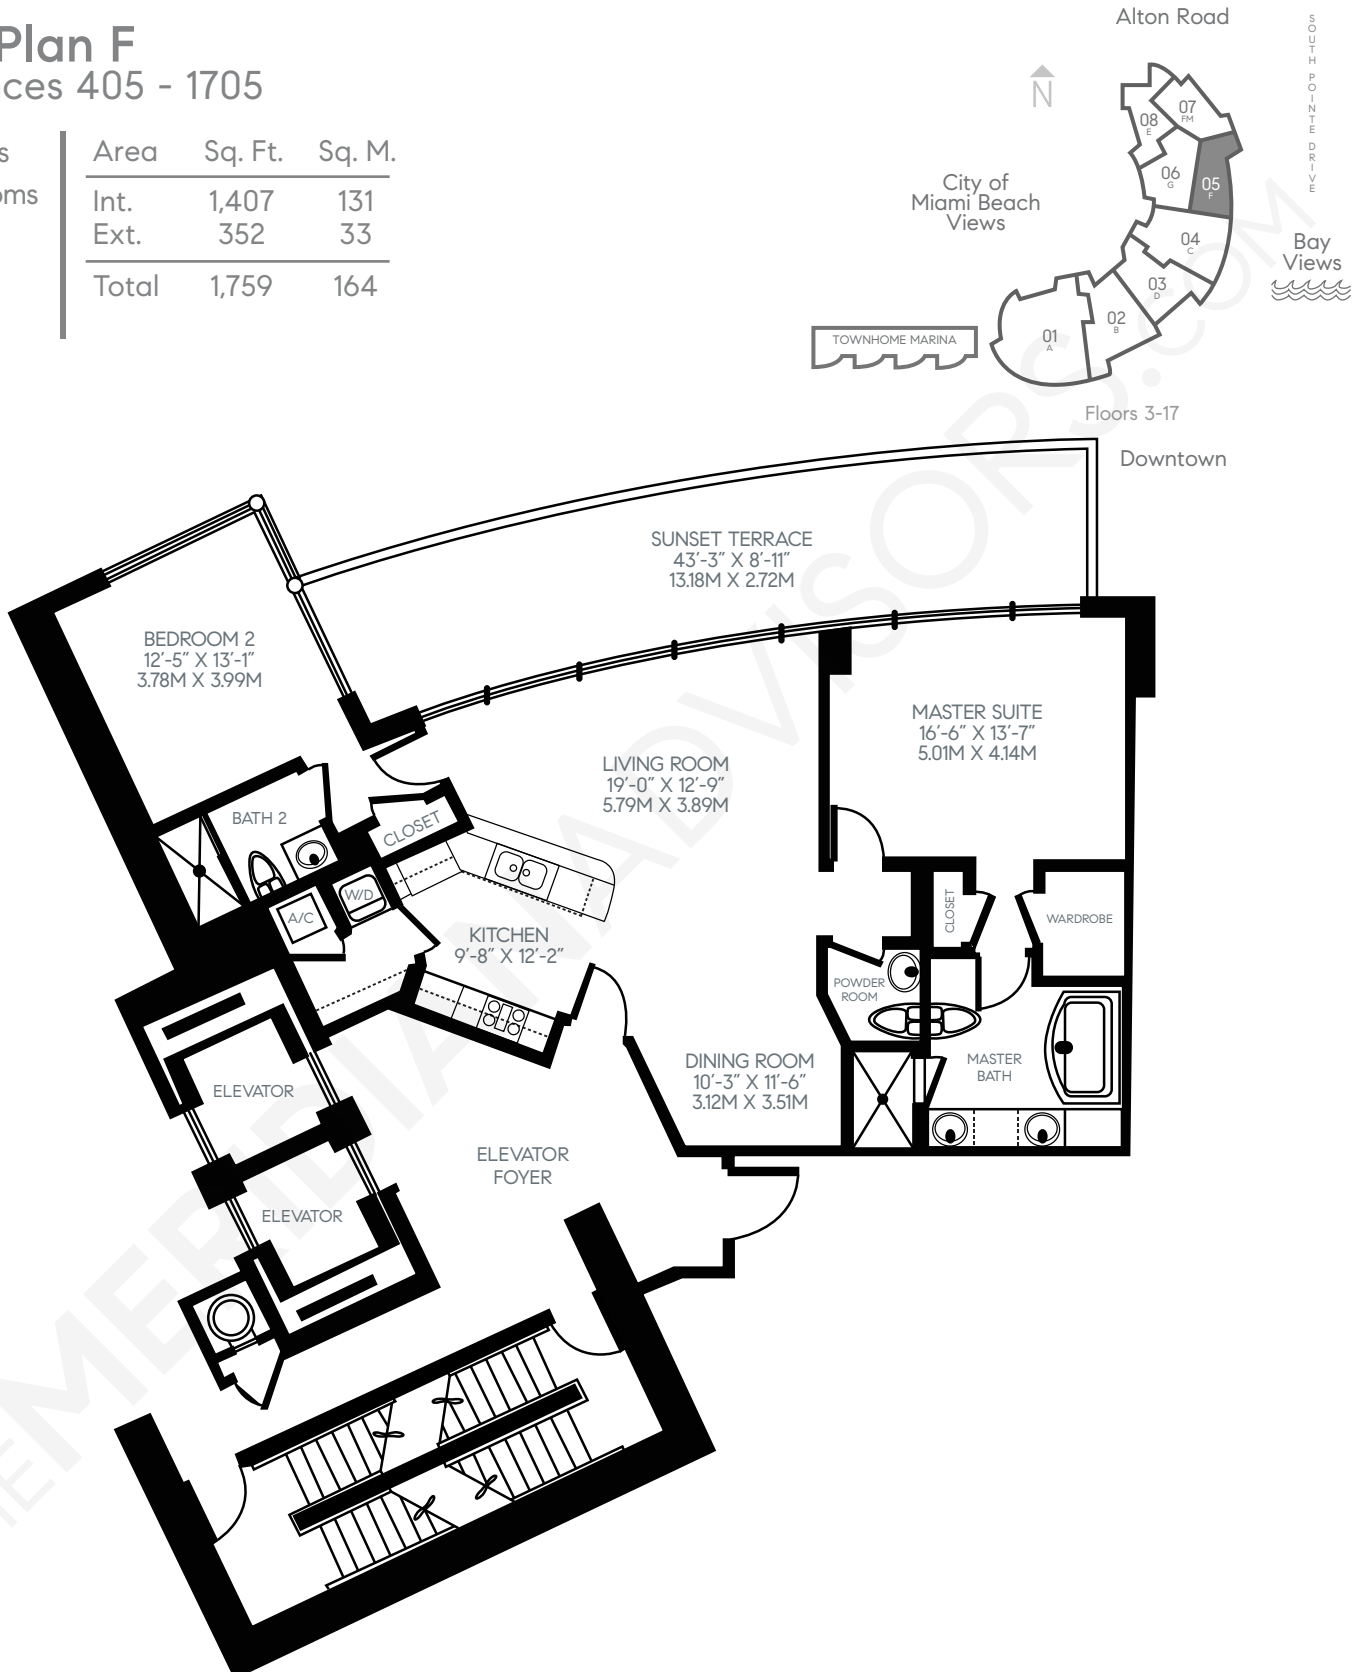 Plan F
nces 405 - 1705
s
oms
Area Sq. Ft. Sq. M.
Int. 1,407 131
Ext. 352 33
Total 1,759 164
Alton Road
SOUTH POINTE DRIVE
N
City of
Miami Beach
Views
08
E
07
FM
06
G
05
F
04
C
03
D
02
B
01
A
Bay
Views
TOWNHOME MARINA
Floors 3-17
Downtown
SUNSET TERRACE
43'-3" X 8'-11"
13.18M X 2.72M
BEDROOM 2
12'-5" X 13'-1"
3.78M X 3.99M
MASTER SUITE
16'-6" X 13'-7"
5.01M X 4.14M
LIVING ROOM
19'-0" X 12'-9"
5.79M X 3.89M
BATH 2
CLOSET
W/D
A/C
KITCHEN
9'-8" X 12'-2"
CLOSET
WARDROBE
POWDER
ROOM
DINING ROOM
10'-3" X 11'-6"
3.12M X 3.51M
MASTER
BATH
ELEVATOR
ELEVATOR
FOYER
ELEVATOR
HEMERIDIANADVISORS.COM